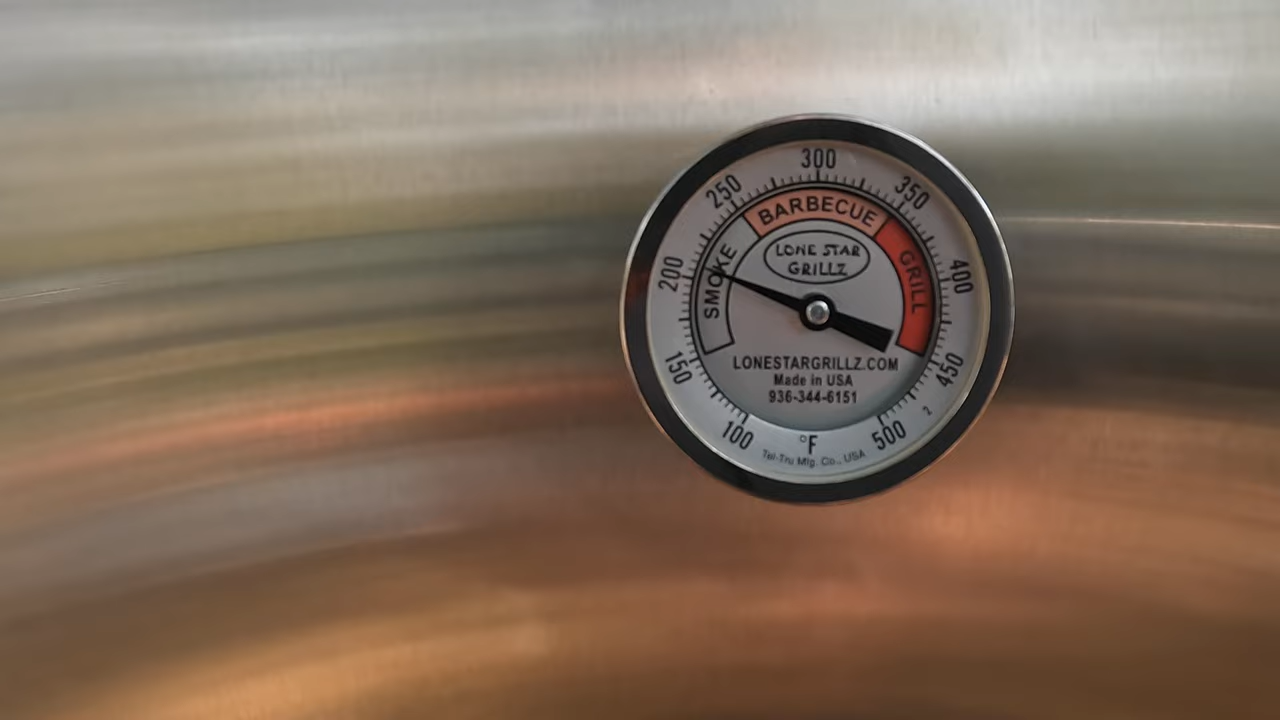 300
250
350
BARBECUE
LONE STAR
GRILLZ
SMOKE
GRILL
200
400
LONESTARGRILLZ.COM
Made in USA
936-344-6151
150
450
2
100
°F
500
Tel-Tru Mfg. Co., USA